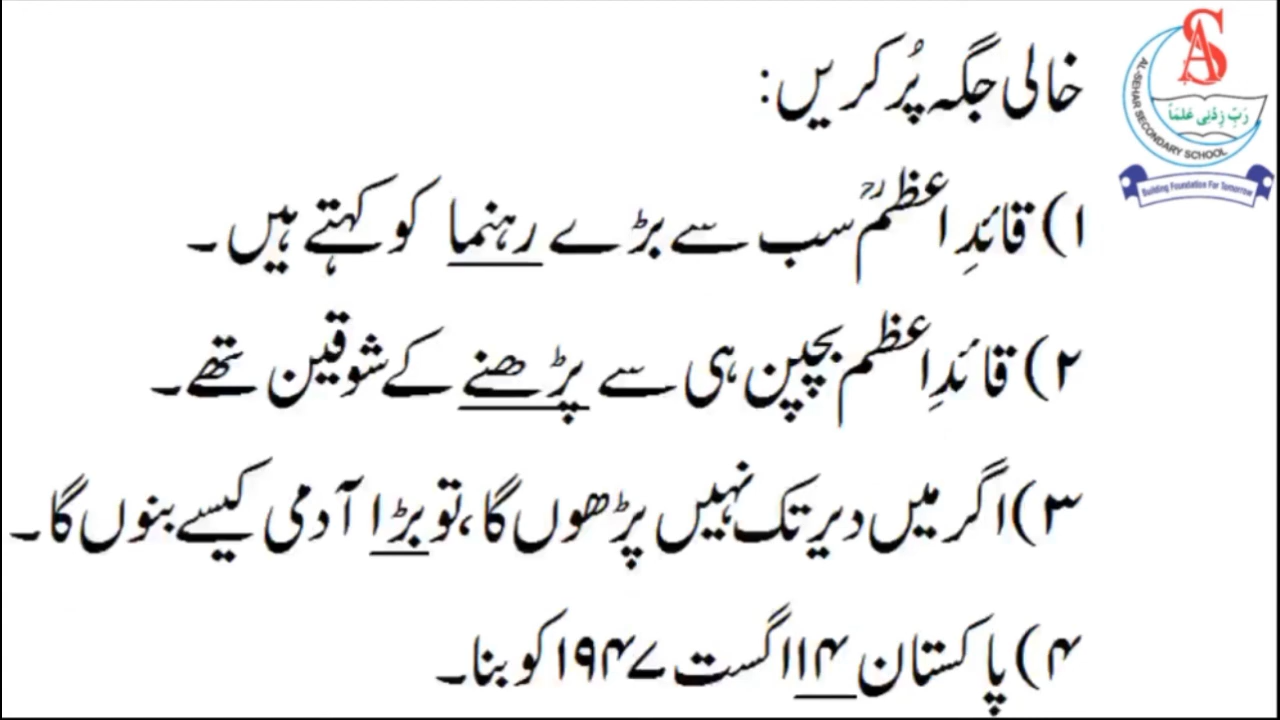 خالی جگہ پُر کریں:
۱) قائدِ اعظمؒ سب سے بڑے رہنما کو کہتے ہیں۔
۲) قائدِ اعظم بچپن ہی سے پڑھنے کے شوقین تھے۔
۳) اگر میں دیر تک نہیں پڑھوں گا، تو بڑا آدمی کیسے بنوں گا۔
۴) پاکستان ۱۴ اگست ۱۹۴۷ کو بنا۔
SA
رَبِّ زِدْنِی عِلْمًا
AL-SEHAR SECONDARY SCHOOL
Building Foundation For Tomorrow